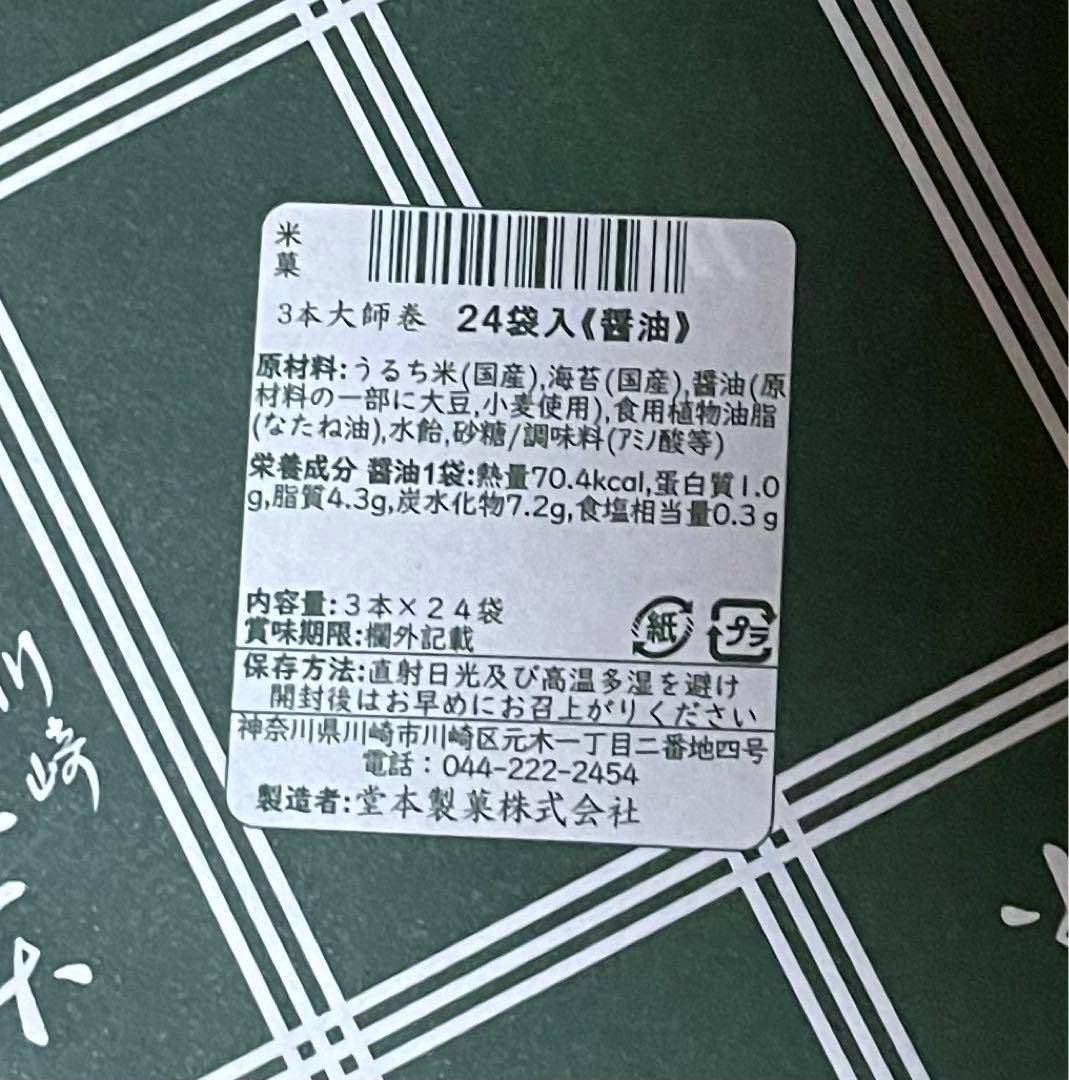 米
菓
3本大師巻 24袋入《醤油》
原材料:うるち米(国産),海苔(国産),醤油(原
材料の一部に大豆,小麦使用),食用植物油脂
(なたね油),水飴,砂糖/調味料(アミノ酸等)
栄養成分 醤油1袋:熱量70.4kcal,蛋白質1.0
g,脂質4.3g,炭水化物7.2g,食塩相当量0.3g
内容量:3本×24袋
賞味期限:欄外記載
紙 プラ
保存方法:直射日光及び高温多湿を避け
開封後はお早めにお召上がりください
神奈川県川崎市川崎区元木一丁目二番地四号
電話:044-222-2454
製造者:堂本製菓株式会社
川崎